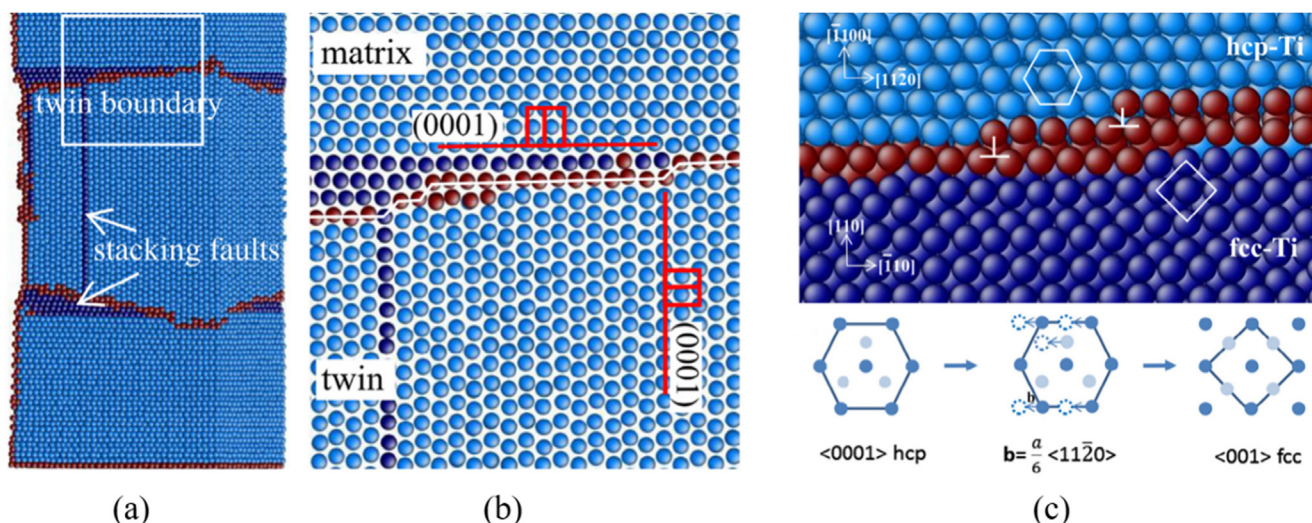 twin boundary
stacking faults
(a)
matrix
(0001)
(0001)
twin
(b)
[1̄100]
[112̄0]
hcp-Ti
[110]
[1̄10]
fcc-Ti
b
<0001> hcp
b= a/6 <112̄0>
<001> fcc
(c)